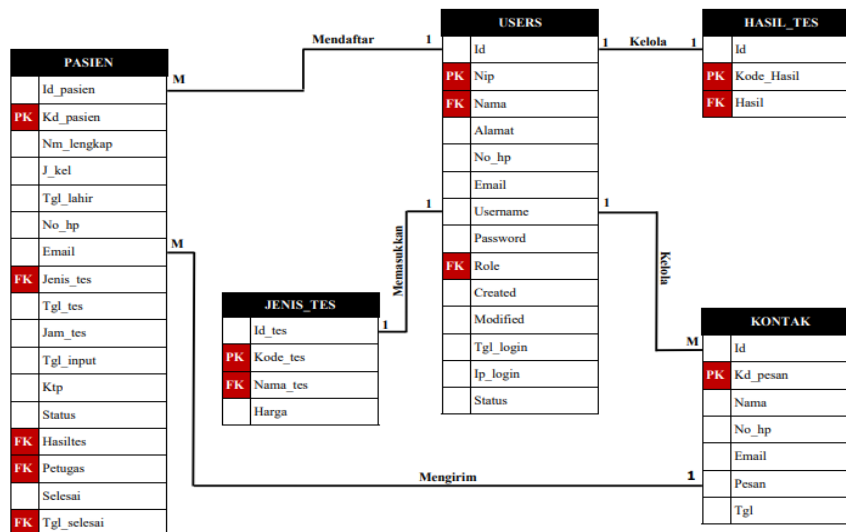 PASIEN
Id_pasien
PK Kd_pasien
Nm_lengkap
J_kel
Tgl_lahir
No_hp
Email
FK Jenis_tes
Tgl_tes
Jam_tes
Tgl_input
Ktp
Status
FK Hasiltes
FK Petugas
Selesai
FK Tgl_selesai
M
Mendaftar
1
M
Mengirim
1
JENIS_TES
Id_tes
PK Kode_tes
FK Nama_tes
Harga
1
Memasukkan
1
USERS
Id
PK Nip
FK Nama
Alamat
No_hp
Email
Username
Password
FK Role
Created
Modified
Tgl_login
Ip_login
Status
1
Kelola
1
1
Kelola
M
HASIL_TES
Id
PK Kode_Hasil
FK Hasil
KONTAK
Id
PK Kd_pesan
Nama
No_hp
Email
Pesan
Tgl